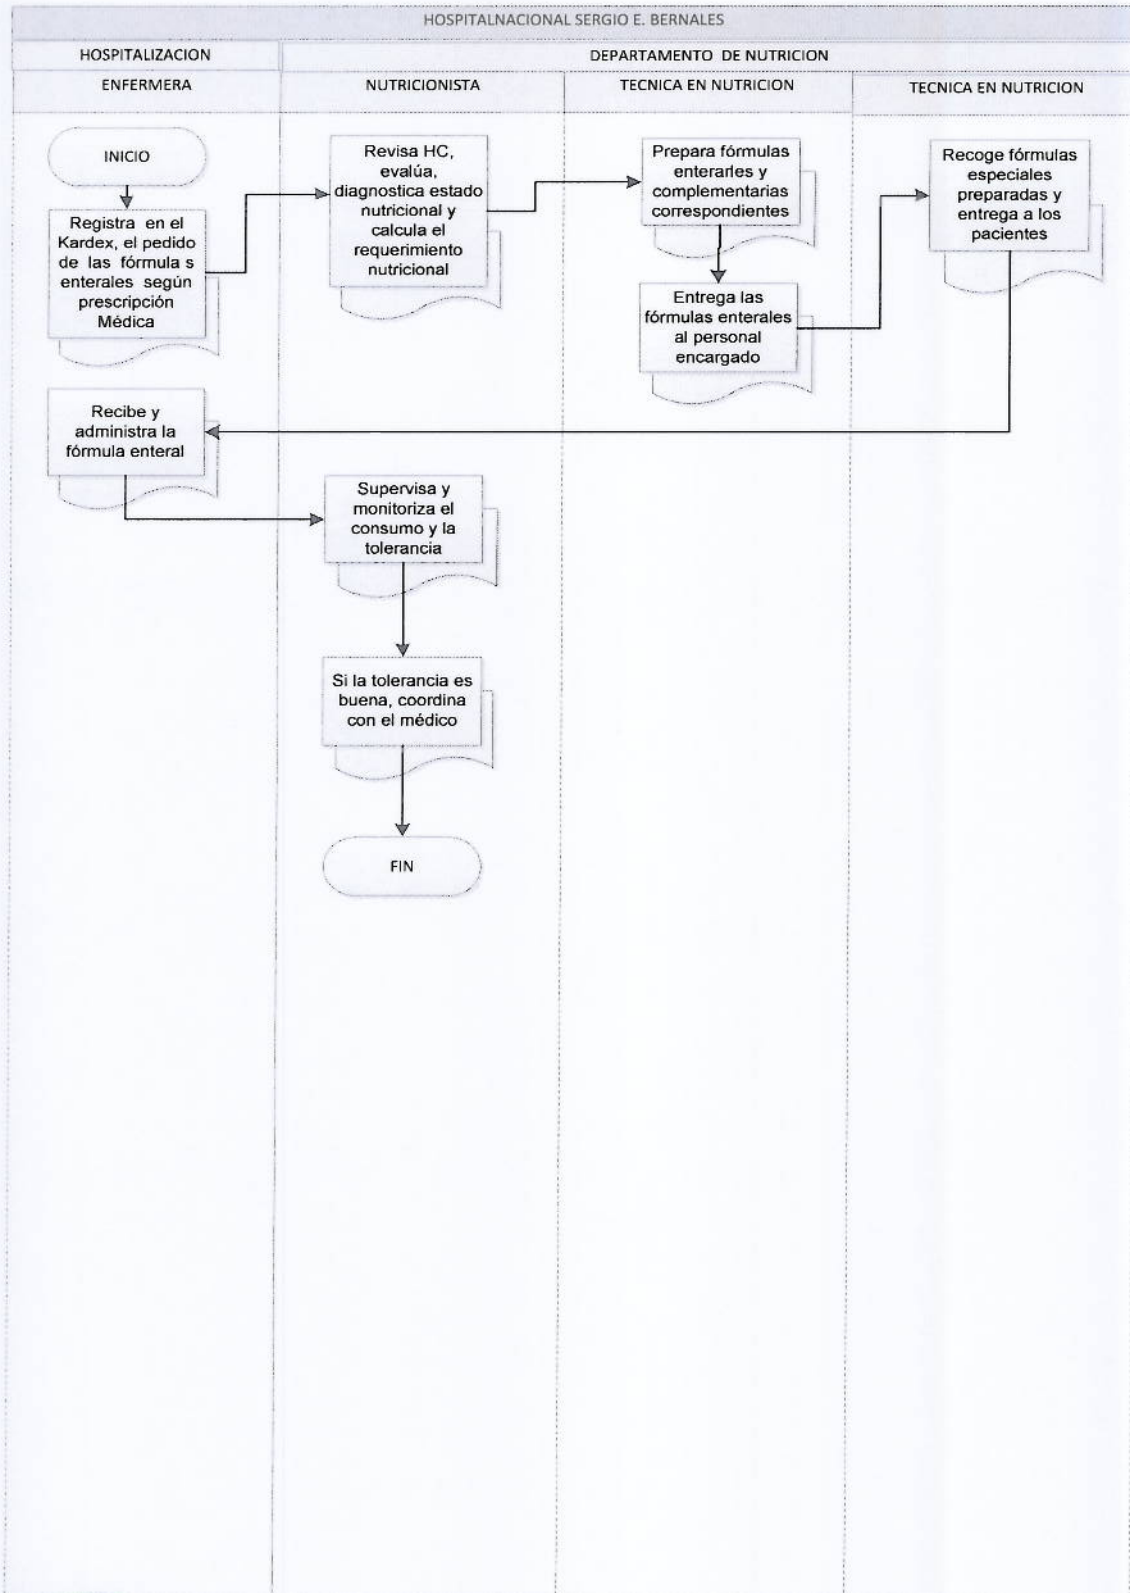 HOSPITALNACIONAL SERGIO E. BERNALES
HOSPITALIZACION
DEPARTAMENTO DE NUTRICION
ENFERMERA
NUTRICIONISTA
TECNICA EN NUTRICION
TECNICA EN NUTRICION
INICIO
Registra en el
Kardex, el pedido
de las fórmula s
enterales según
prescripción
Médica
Revisa HC,
evalúa,
diagnostica estado
nutricional y
calcula el
requerimiento
nutricional
Prepara fórmulas
enterarles y
complementarias
correspondientes
Entrega las
fórmulas enterales
al personal
encargado
Recoge fórmulas
especiales
preparadas y
entrega a los
pacientes
Recibe y
administra la
fórmula enteral
Supervisa y
monitoriza el
consumo y la
tolerancia
Si la tolerancia es
buena, coordina
con el médico
FIN